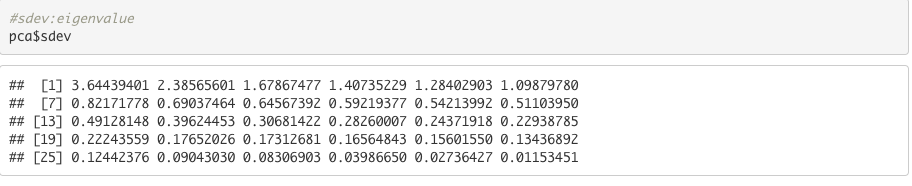 #sdev:eigenvalue
pca$sdev
##  [1] 3.64439401 2.38565601 1.67867477 1.40735229 1.28402903 1.09879780
##  [7] 0.82171778 0.69037464 0.64567392 0.59219377 0.54213992 0.51103950
## [13] 0.49128148 0.39624453 0.30681422 0.28260007 0.24371918 0.22938785
## [19] 0.22243559 0.17652026 0.17312681 0.16564843 0.15601550 0.13436892
## [25] 0.12442376 0.09043030 0.08306903 0.03986650 0.02736427 0.01153451